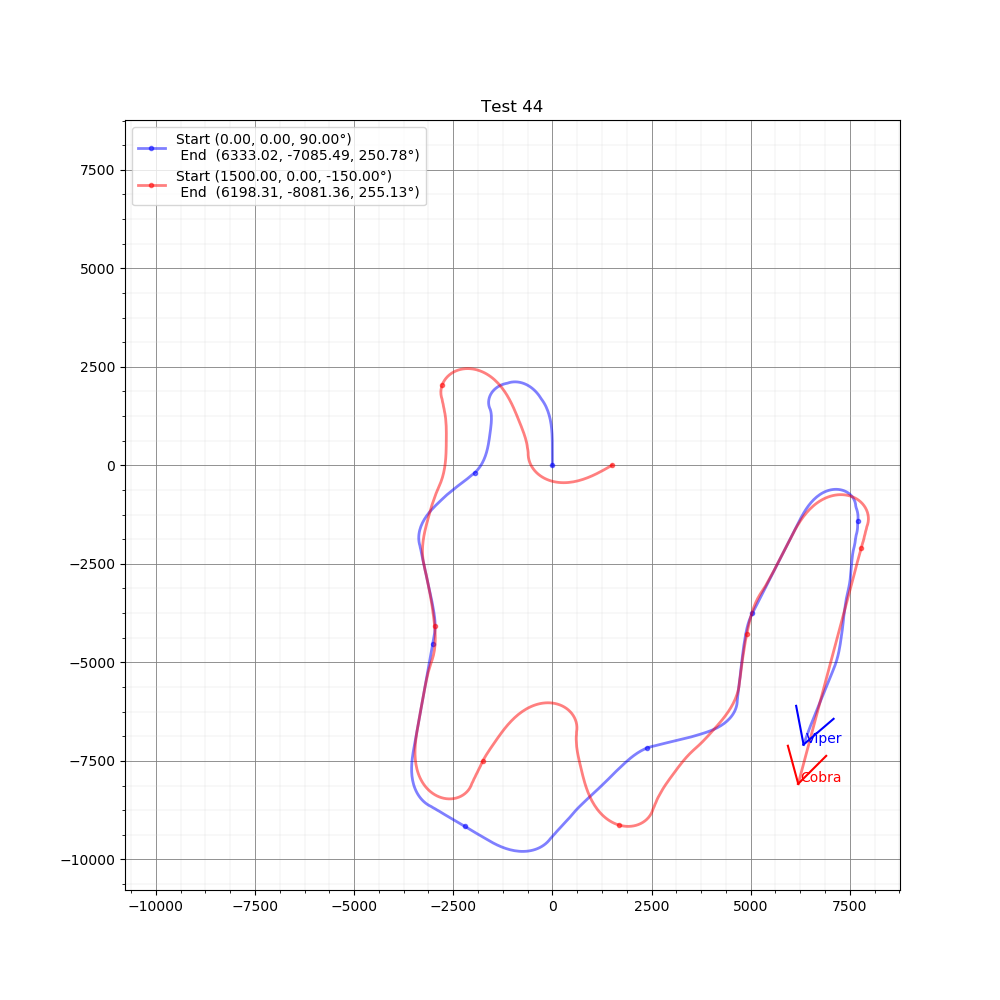 Test 44
Start (0.00, 0.00, 90.00°)
End  (6333.02, -7085.49, 250.78°)
Start (1500.00, 0.00, -150.00°)
End  (6198.31, -8081.36, 255.13°)
7500
5000
2500
0
−2500
−5000
−7500
−10000
Viper
Cobra
−10000 −7500 −5000 −2500 0 2500 5000 7500